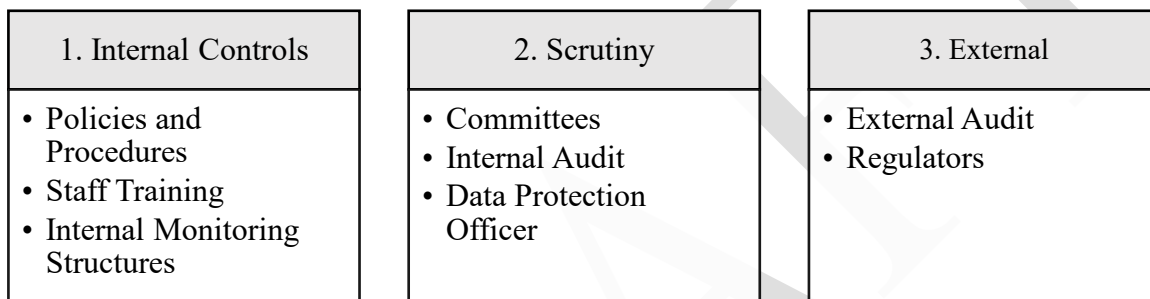 1. Internal Controls
• Policies and
Procedures
• Staff Training
• Internal Monitoring
Structures
2. Scrutiny
• Committees
• Internal Audit
• Data Protection
Officer
3. External
• External Audit
• Regulators